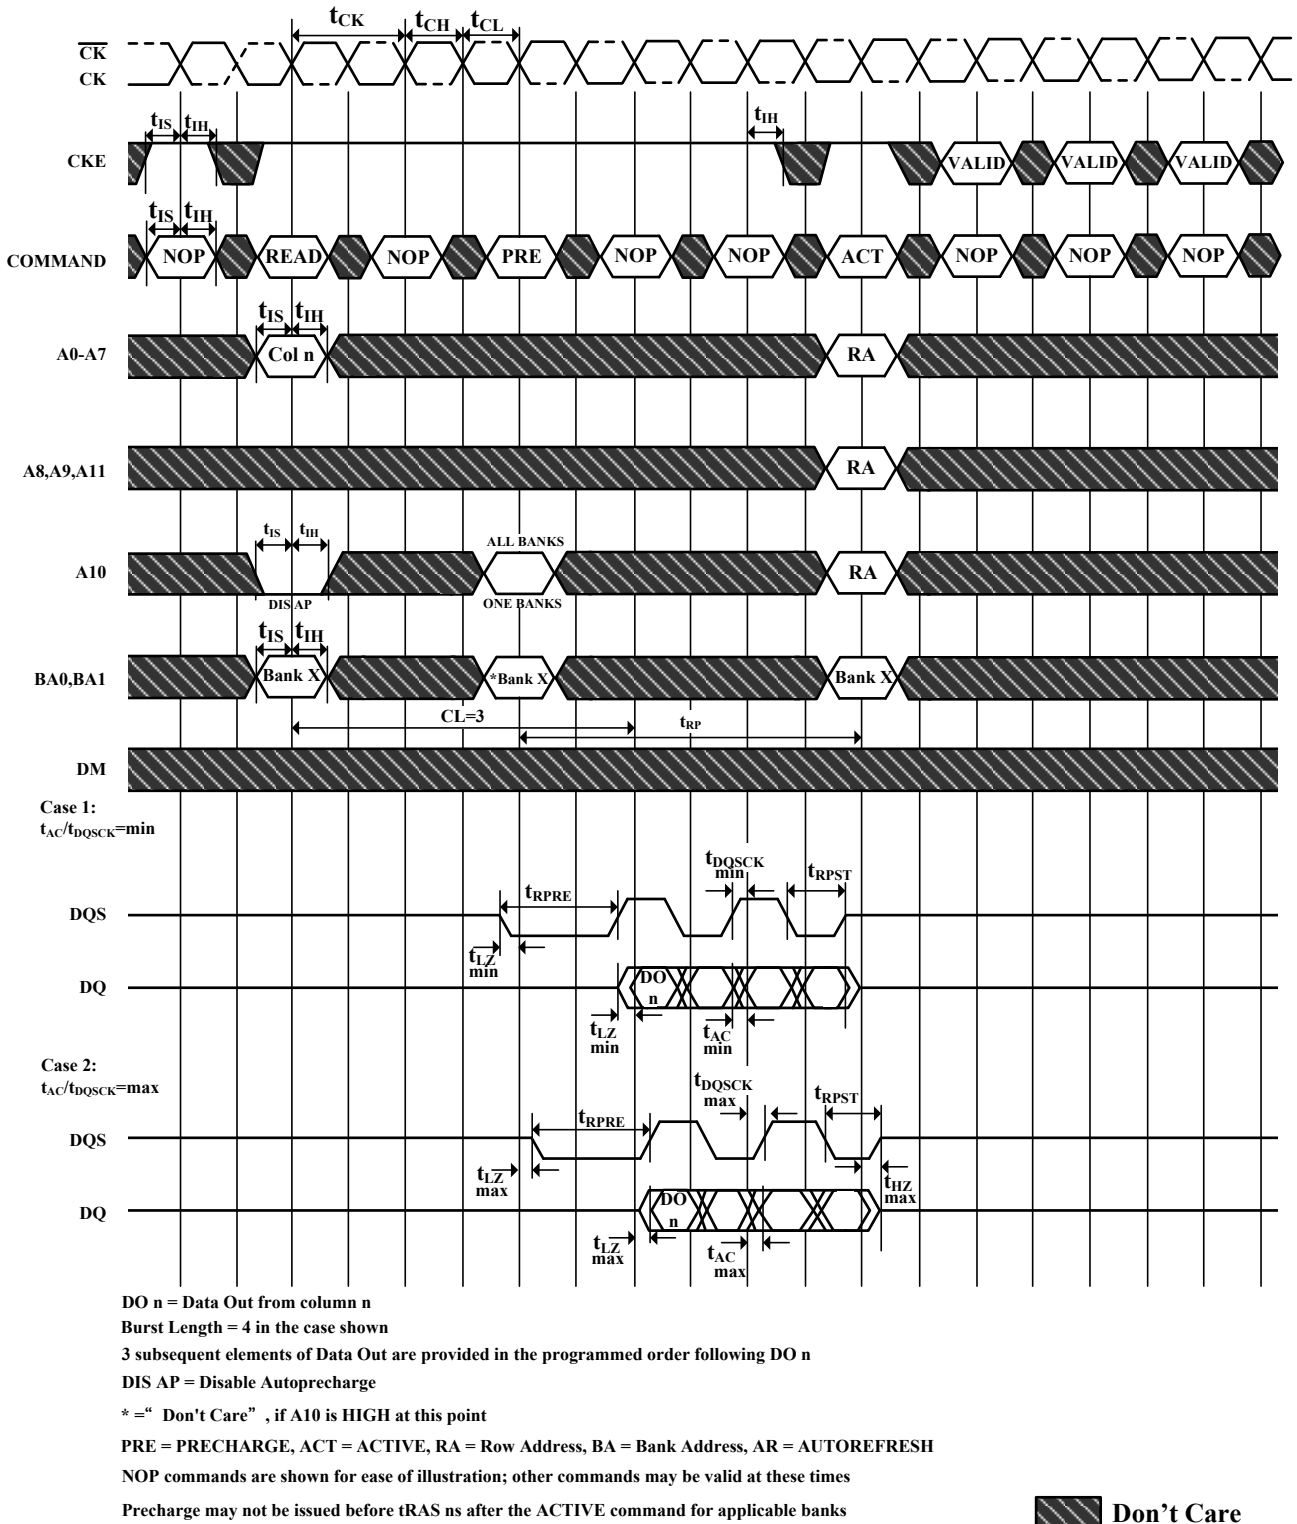 tCK tCH tCL
CK
CK
tIS tIH tIH
CKE VALID VALID VALID
tIS tIH
COMMAND NOP READ NOP PRE NOP NOP ACT NOP NOP NOP
tIS tIH
A0-A7 Col n RA
A8,A9,A11 RA
tIS tIH ALL BANKS
A10 RA
DIS AP ONE BANKS
tIS tIH
BA0,BA1 Bank X *Bank X Bank X
CL=3 tRP
DM
Case 1:
tAC/tDQSCK=min
tDQSCK
min
tRPRE tRPST
DQS
tLZ
min
DQ DO
n
tLZ
min
tAC
min
Case 2:
tAC/tDQSCK=max
tDQSCK
max
tRPRE tRPST
DQS
tLZ
max
tHZ
max
DQ DO
n
tLZ
max
tAC
max
DO n = Data Out from column n
Burst Length = 4 in the case shown
3 subsequent elements of Data Out are provided in the programmed order following DO n
DIS AP = Disable Autoprecharge
* =“ Don't Care” , if A10 is HIGH at this point
PRE = PRECHARGE, ACT = ACTIVE, RA = Row Address, BA = Bank Address, AR = AUTOREFRESH
NOP commands are shown for ease of illustration; other commands may be valid at these times
Precharge may not be issued before tRAS ns after the ACTIVE command for applicable banks
Don't Care